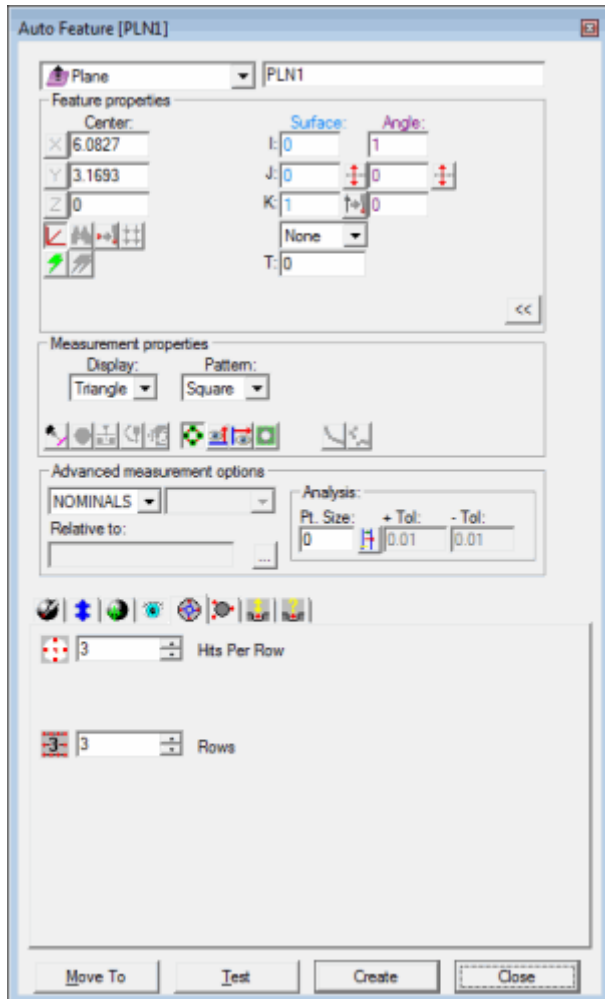 Auto Feature [PLN1]
Plane PLN1
Feature properties
Center: Surface: Angle:
X 6.0827 I: 0 1
Y 3.1693 J: 0 0
Z 0 K: 1 0
None
T: 0
<<
Measurement properties
Display: Pattern:
Triangle Square
Advanced measurement options
NOMINALS Analysis:
Pt. Size: + Tol: - Tol:
Relative to: 0 0.01 0.01
...
3 Hits Per Row
-3- 3 Rows
Move To Test Create Close